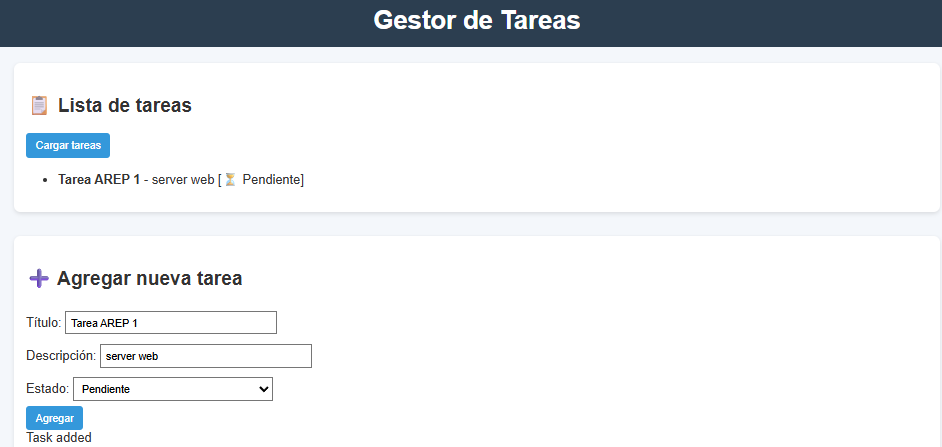 Gestor de Tareas
📋 Lista de tareas
Cargar tareas
• Tarea AREP 1 - server web [⏳ Pendiente]
➕ Agregar nueva tarea
Título: Tarea AREP 1
Descripción: server web
Estado: Pendiente
Agregar
Task added